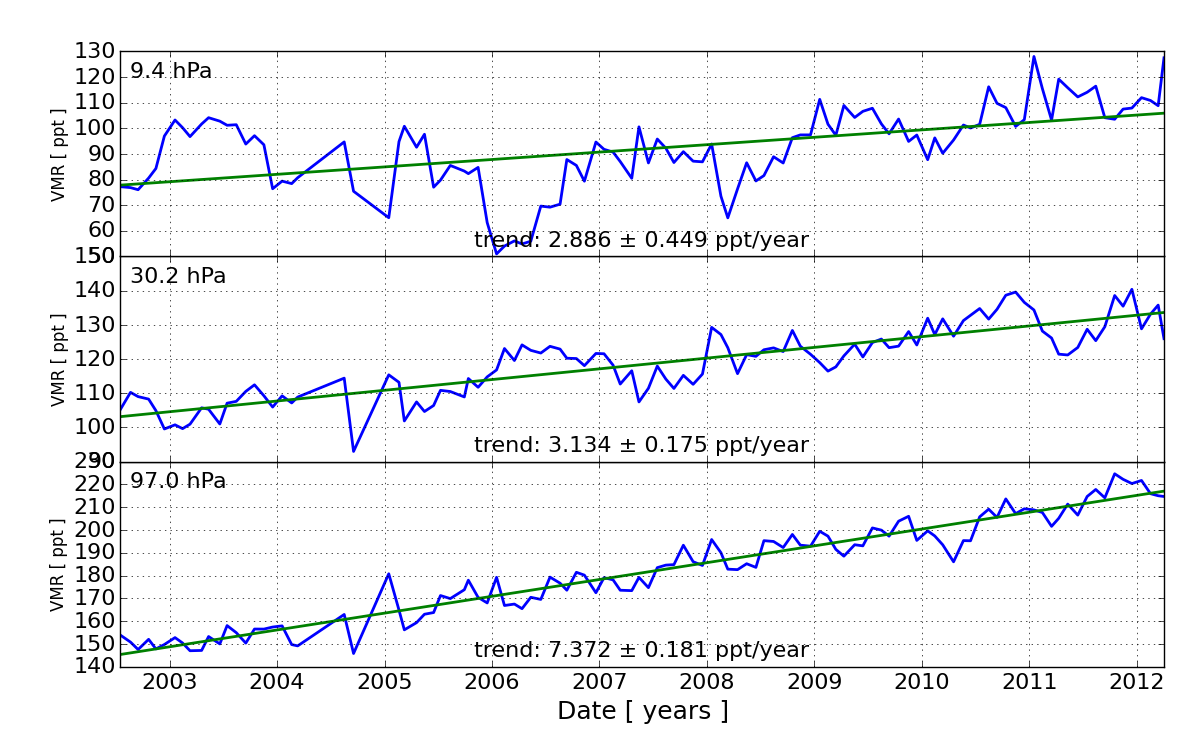 130
120
110
100
90
80
70
60
50
VMR [ ppt ]
9.4 hPa
trend: 2.886 ± 0.449 ppt/year
150
140
130
120
110
100
90
VMR [ ppt ]
30.2 hPa
trend: 3.134 ± 0.175 ppt/year
220
210
200
190
180
170
160
150
140
VMR [ ppt ]
97.0 hPa
trend: 7.372 ± 0.181 ppt/year
2003 2004 2005 2006 2007 2008 2009 2010 2011 2012
Date [ years ]